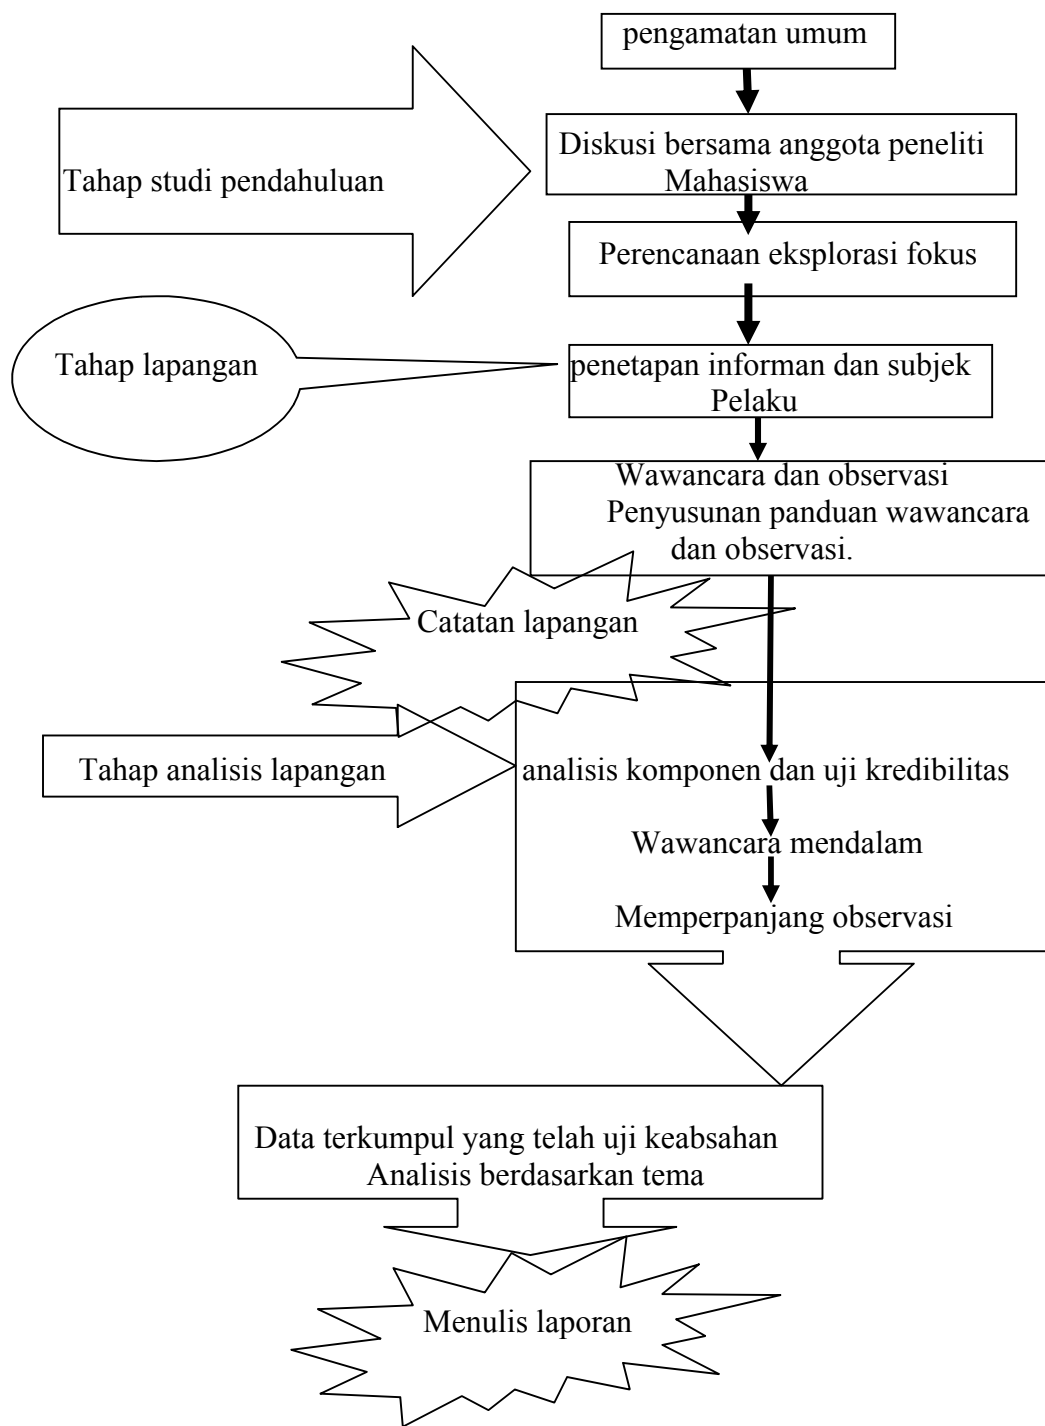 pengamatan umum
Diskusi bersama anggota peneliti
Mahasiswa
Tahap studi pendahuluan
Perencanaan eksplorasi fokus
Tahap lapangan
penetapan informan dan subjek
Pelaku
Wawancara dan observasi
Penyusunan panduan wawancara
dan observasi.
Catatan lapangan
Tahap analisis lapangan
analisis komponen dan uji kredibilitas
Wawancara mendalam
Memperpanjang observasi
Data terkumpul yang telah uji keabsahan
Analisis berdasarkan tema
Menulis laporan